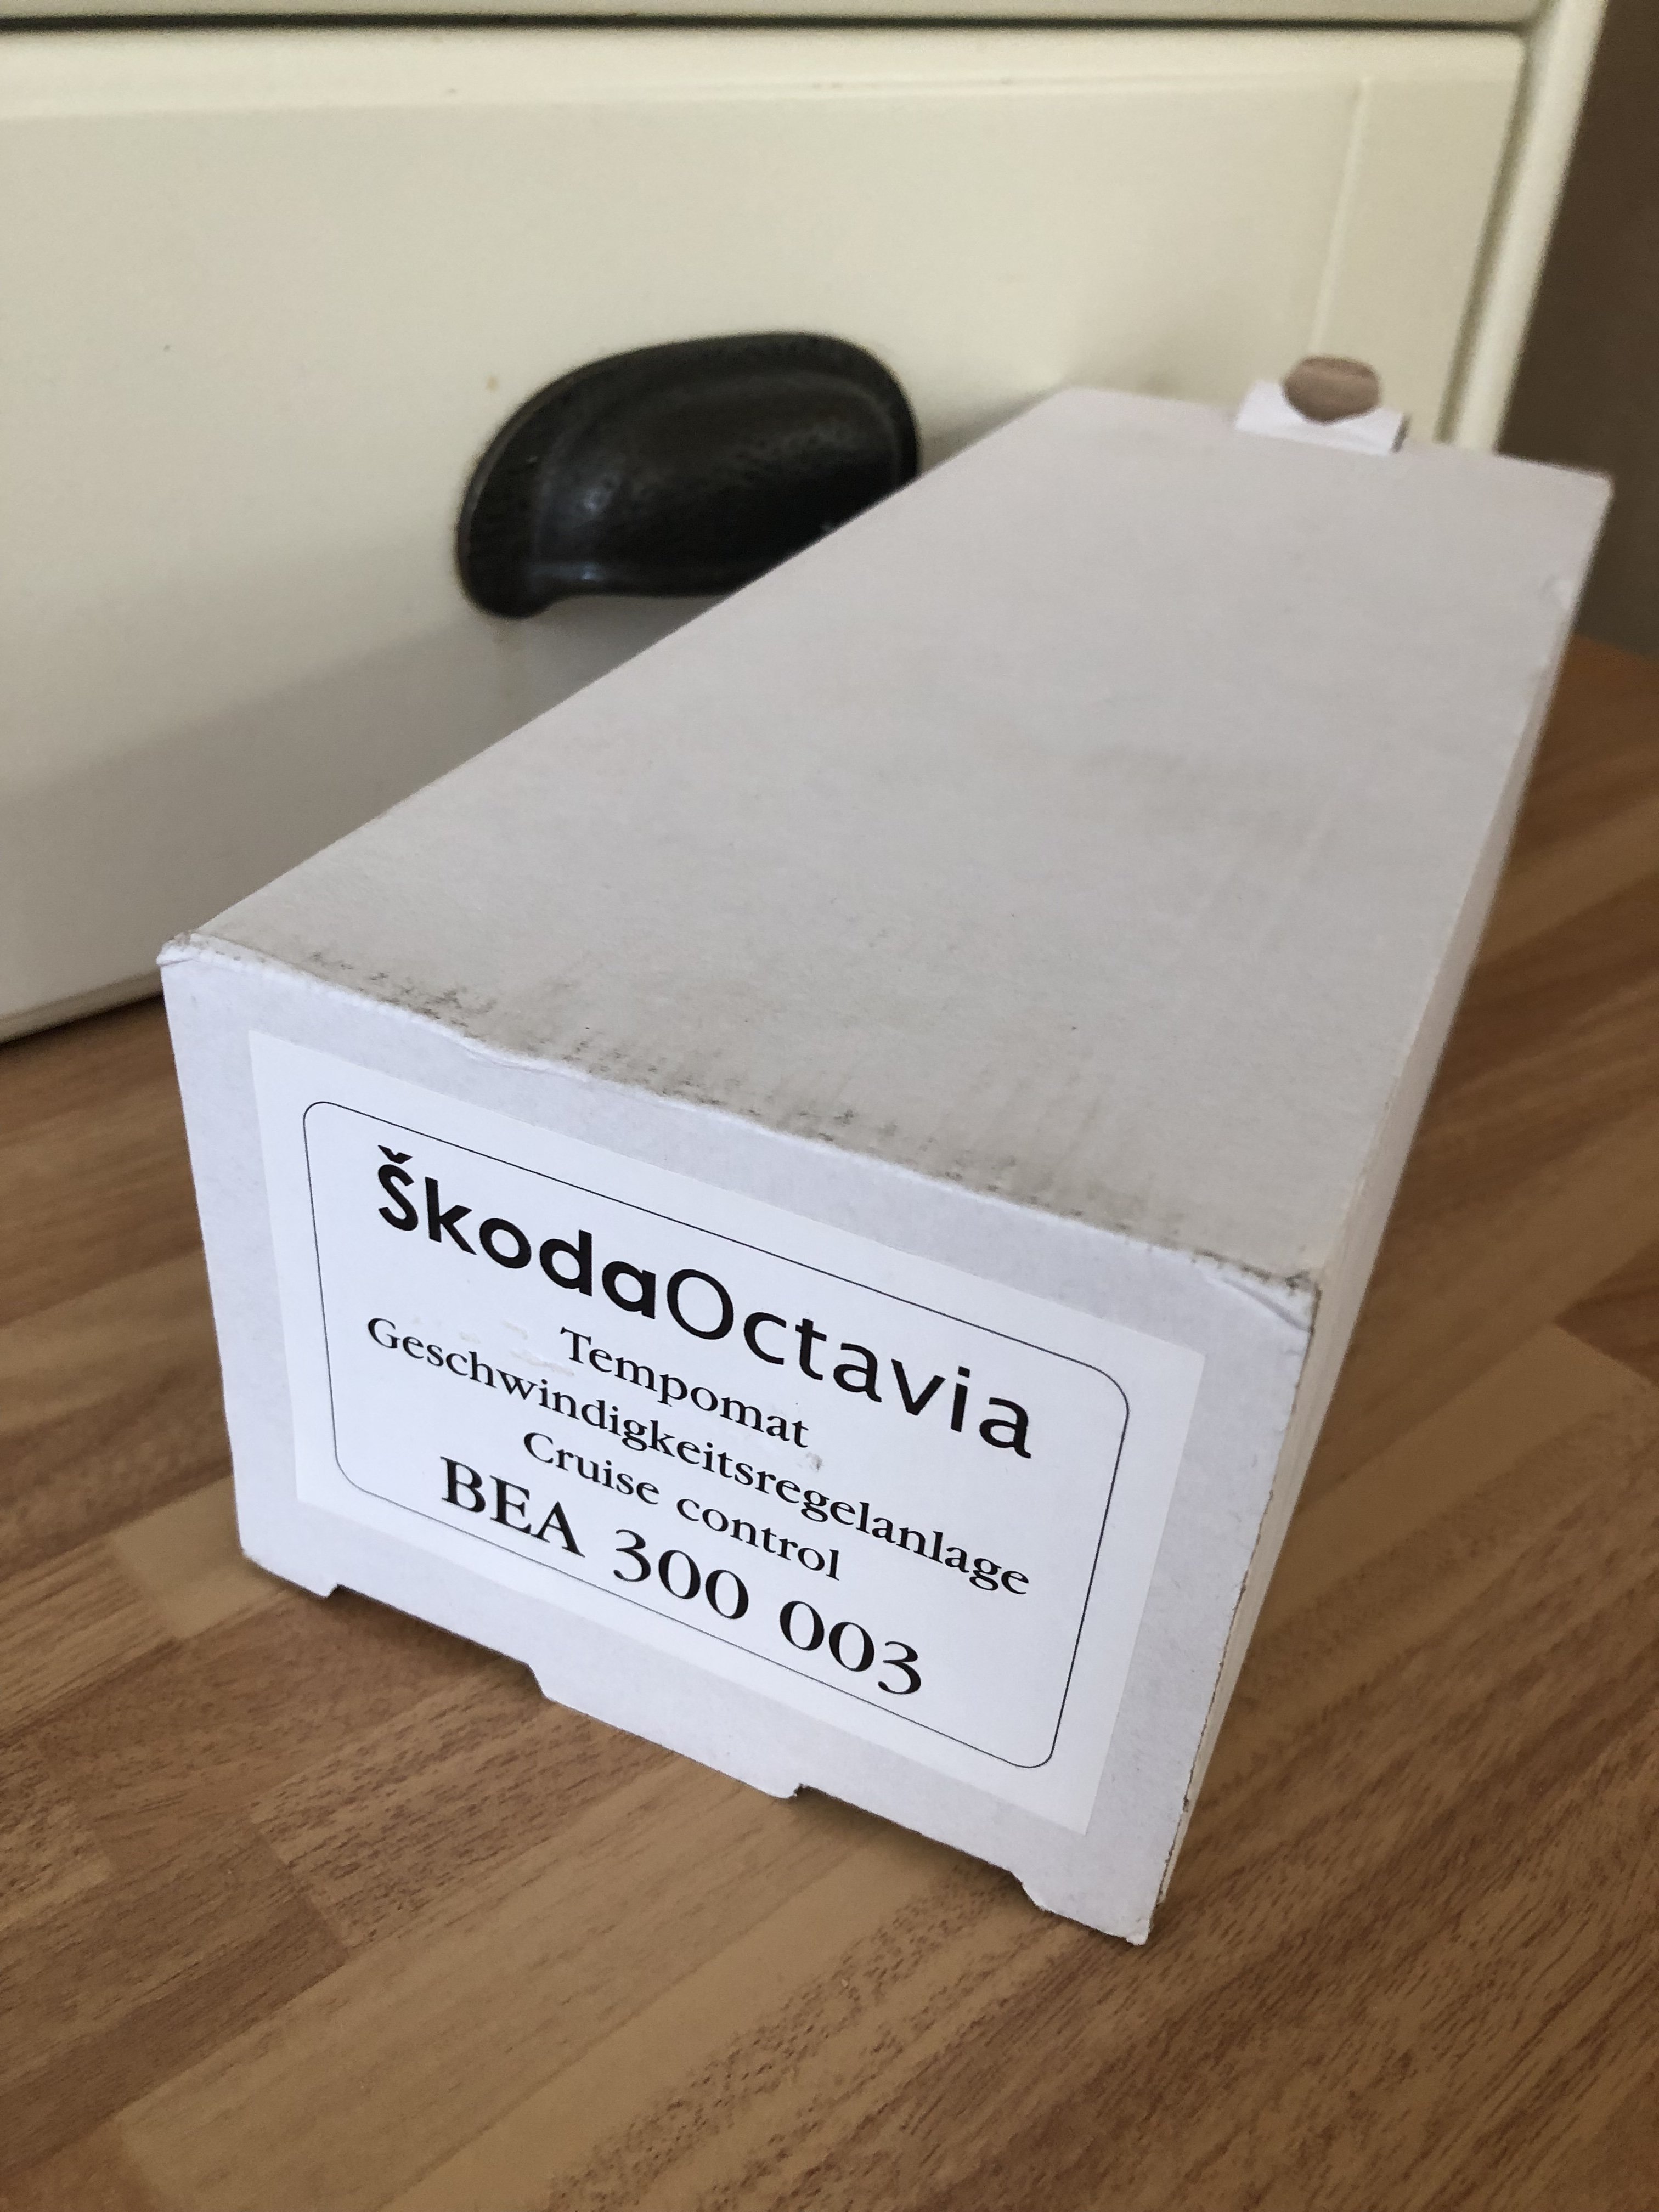 ŠkodaOctavia
Tempomat
Geschwindigkeitsregelanlage
Cruise control
BEA 300 003